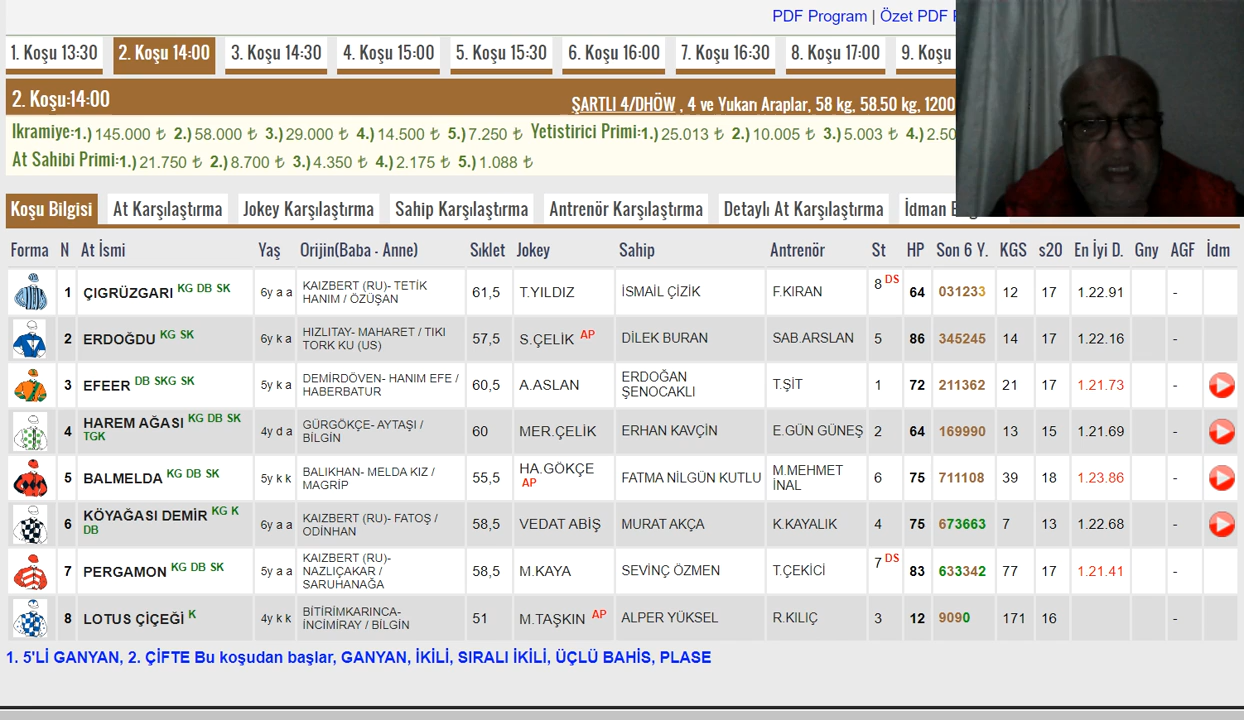 PDF Program | Özet PDF
1. Koşu 13:30 2. Koşu 14:00 3. Koşu 14:30 4. Koşu 15:00 5. Koşu 15:30 6. Koşu 16:00 7. Koşu 16:30 8. Koşu 17:00 9. Koşu
2. Koşu:14:00 ŞARTLI 4/DHÖW , 4 ve Yukarı Araplar, 58 kg, 58.50 kg, 1200
Ikramiye:1.) 145.000 ₺ 2.) 58.000 ₺ 3.) 29.000 ₺ 4.) 14.500 ₺ 5.) 7.250 ₺ Yetistirici Primi:1.) 25.013 ₺ 2.) 10.005 ₺ 3.) 5.003 ₺ 4.) 2.50
At Sahibi Primi:1.) 21.750 ₺ 2.) 8.700 ₺ 3.) 4.350 ₺ 4.) 2.175 ₺ 5.) 1.088 ₺
Koşu Bilgisi At Karşılaştırma Jokey Karşılaştırma Sahip Karşılaştırma Antrenör Karşılaştırma Detaylı At Karşılaştırma İdman
Forma N At İsmi Yaş Orijin(Baba - Anne) Sıklet Jokey Sahip Antrenör St HP Son 6 Y. KGS s20 En İyi D. Gny AGF İdm
1 ÇIGRÜZGARI KG DB SK 6y a a KAIZBERT (RU)- TETİK HANIM / ÖZÜŞAN 61,5 T.YILDIZ İSMAİL ÇİZİK F.KIRAN 8 DS 64 031233 12 17 1.22.91 -
2 ERDOĞDU KG SK 6y k a HIZLITAY- MAHARET / TIKI TORK KU (US) 57,5 S.ÇELİK AP DİLEK BURAN SAB.ARSLAN 5 86 345245 14 17 1.22.16 -
3 EFEER DB SKG SK 5y k a DEMİRDÖVEN- HANIM EFE / HABERBATUR 60,5 A.ASLAN ERDOĞAN ŞENOCAKLI T.ŞİT 1 72 211362 21 17 1.21.73 -
4 HAREM AĞASI KG DB SK TGK 4y d a GÜRGÖKÇE- AYTAŞI / BİLGİN 60 MER.ÇELİK ERHAN KAVÇİN E.GÜN GÜNEŞ 2 64 169990 13 15 1.21.69 -
5 BALMELDA KG DB SK 5y k k BALIKHAN- MELDA KIZ / MAGRİP 55,5 HA.GÖKÇE AP FATMA NİLGÜN KUTLU M.MEHMET İNAL 6 75 711108 39 18 1.23.86 -
6 KÖYAĞASI DEMİR KG K DB 6y a a KAIZBERT (RU)- FATOŞ / ODİNHAN 58,5 VEDAT ABİŞ MURAT AKÇA K.KAYALIK 4 75 673663 7 13 1.22.68 -
7 PERGAMON KG DB SK 5y a a KAIZBERT (RU)- NAZLIÇAKAR / SARUHANAĞA 58,5 M.KAYA SEVİNÇ ÖZMEN T.ÇEKİCİ 7 DS 83 633342 77 17 1.21.41 -
8 LOTUS ÇİÇEĞİ K 4y k k BİTİRİMKARINCA- İNCİMİRAY / BİLGİN 51 M.TAŞKIN AP ALPER YÜKSEL R.KILIÇ 3 12 9090 171 16 -
1. 5'Lİ GANYAN, 2. ÇİFTE Bu koşudan başlar, GANYAN, İKİLİ, SIRALI İKİLİ, ÜÇLÜ BAHİS, PLASE